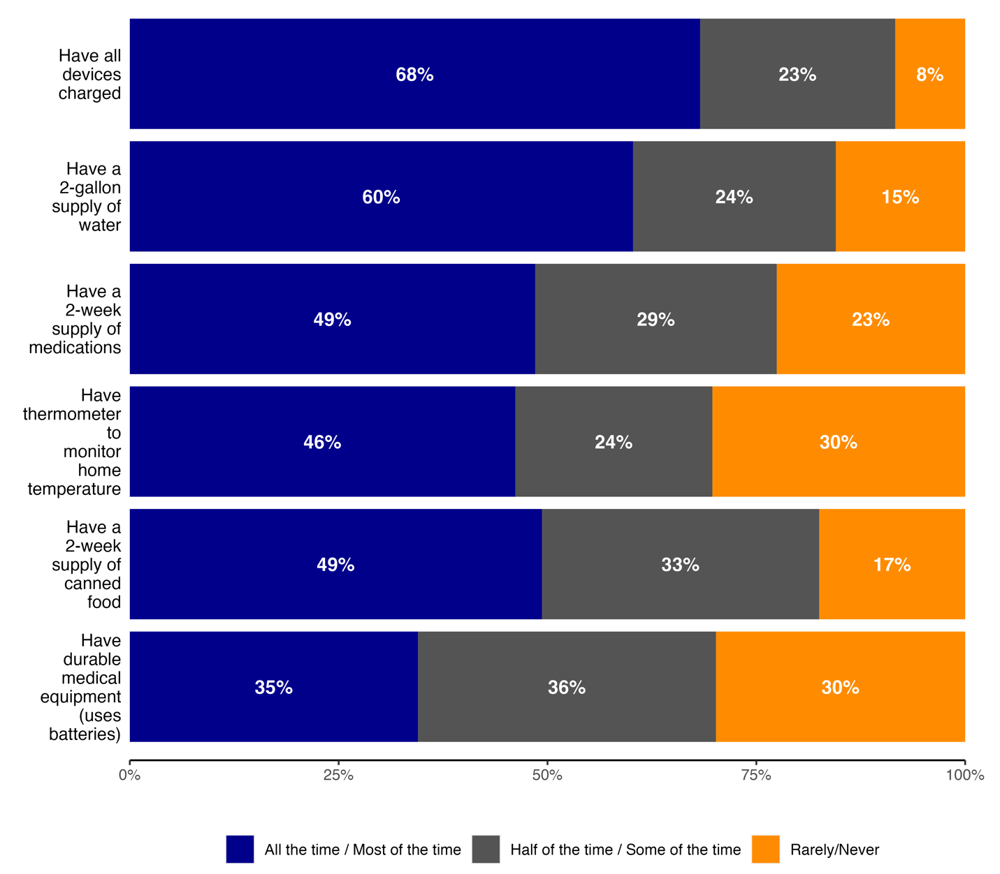 Have all
devices
charged
68%
23%
8%
Have a
2-gallon
supply of
water
60%
24%
15%
Have a
2-week
supply of
medications
49%
29%
23%
Have
thermometer
to
monitor
home
temperature
46%
24%
30%
Have a
2-week
supply of
canned
food
49%
33%
17%
Have
durable
medical
equipment
(uses
batteries)
35%
36%
30%
0%
25%
50%
75%
100%
All the time / Most of the time
Half of the time / Some of the time
Rarely/Never